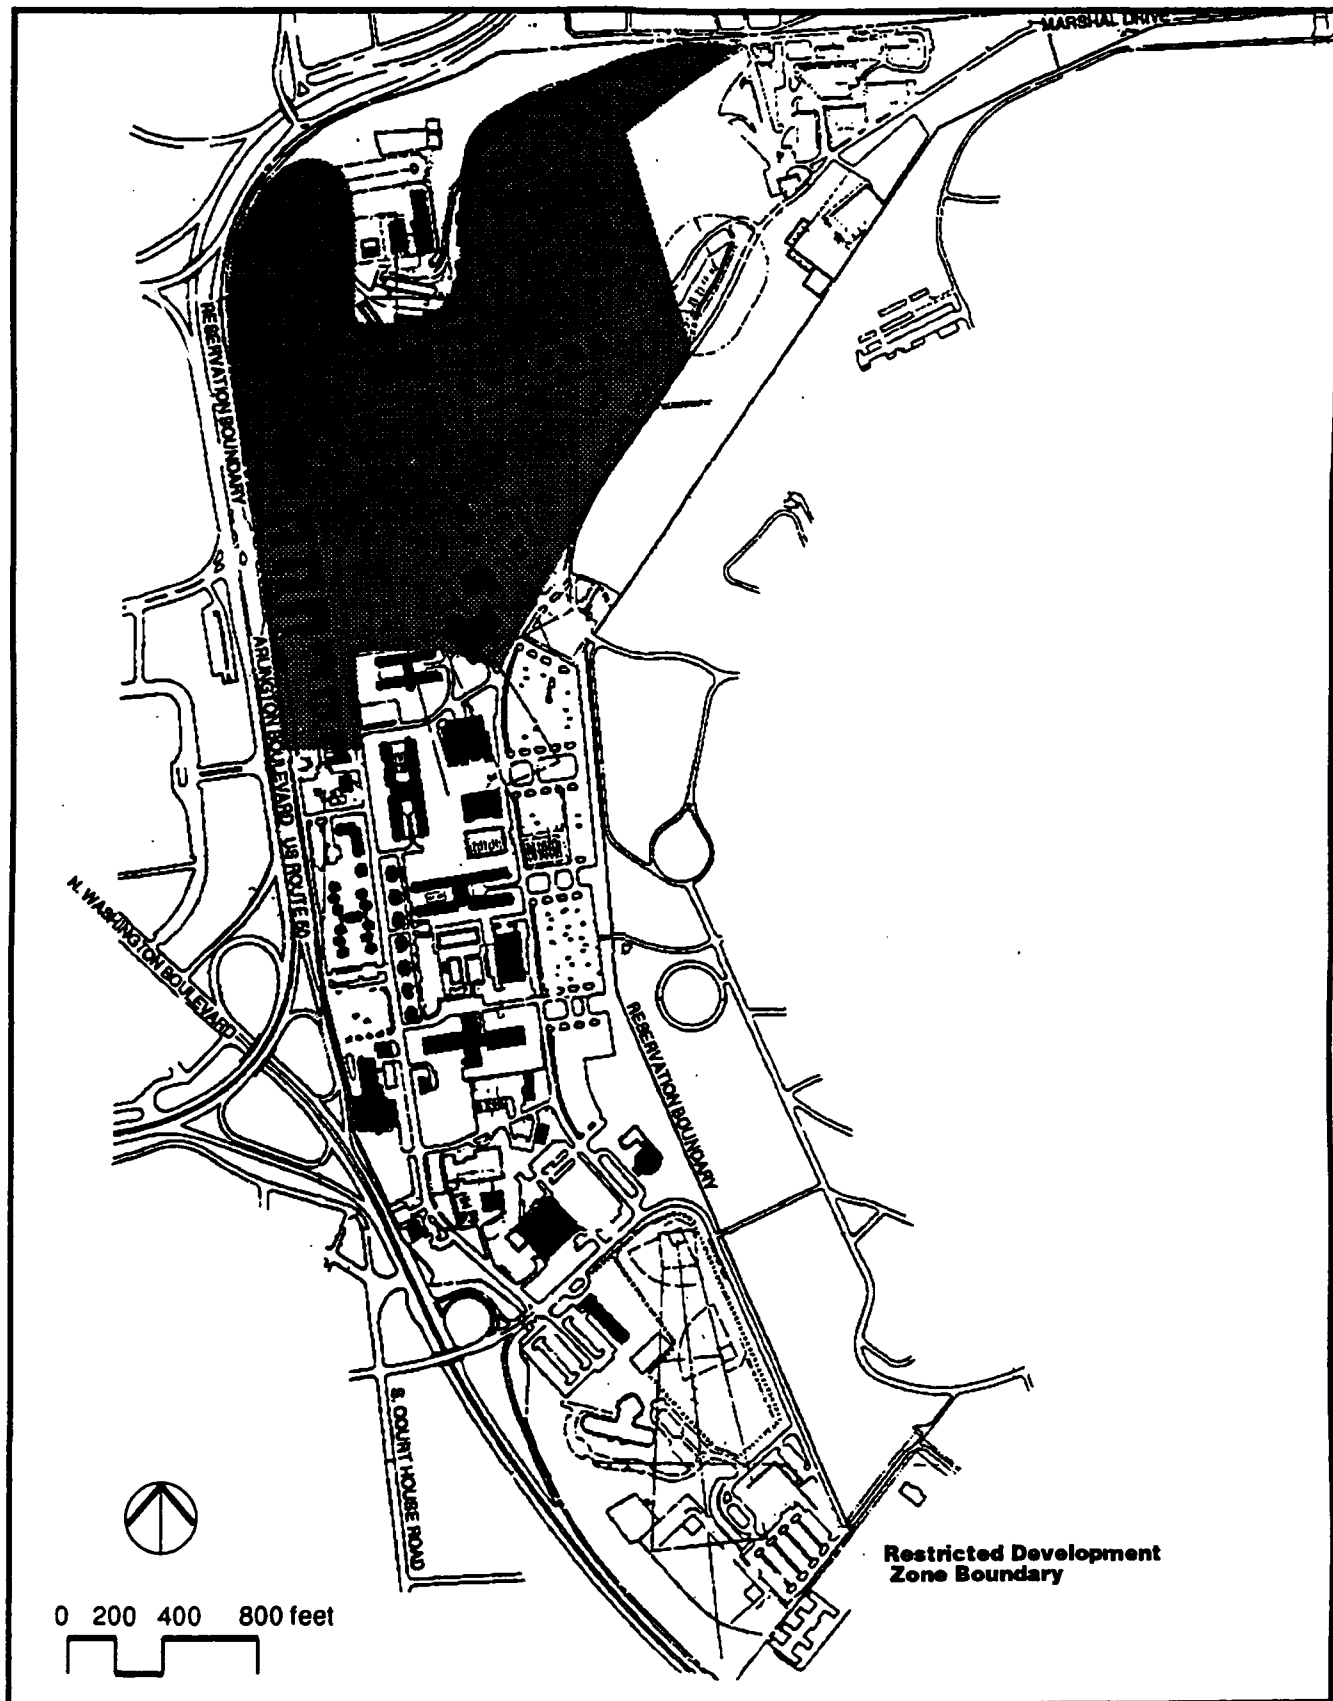 MARSHAL DRIVE
RESERVATION BOUNDARY
ARLINGTON BOULEVARD US ROUTE 50
N. WASHINGTON BOULEVARD
RESERVATION BOUNDARY
S. COURT HOUSE ROAD
Restricted Development
Zone Boundary
0 200 400 800 feet